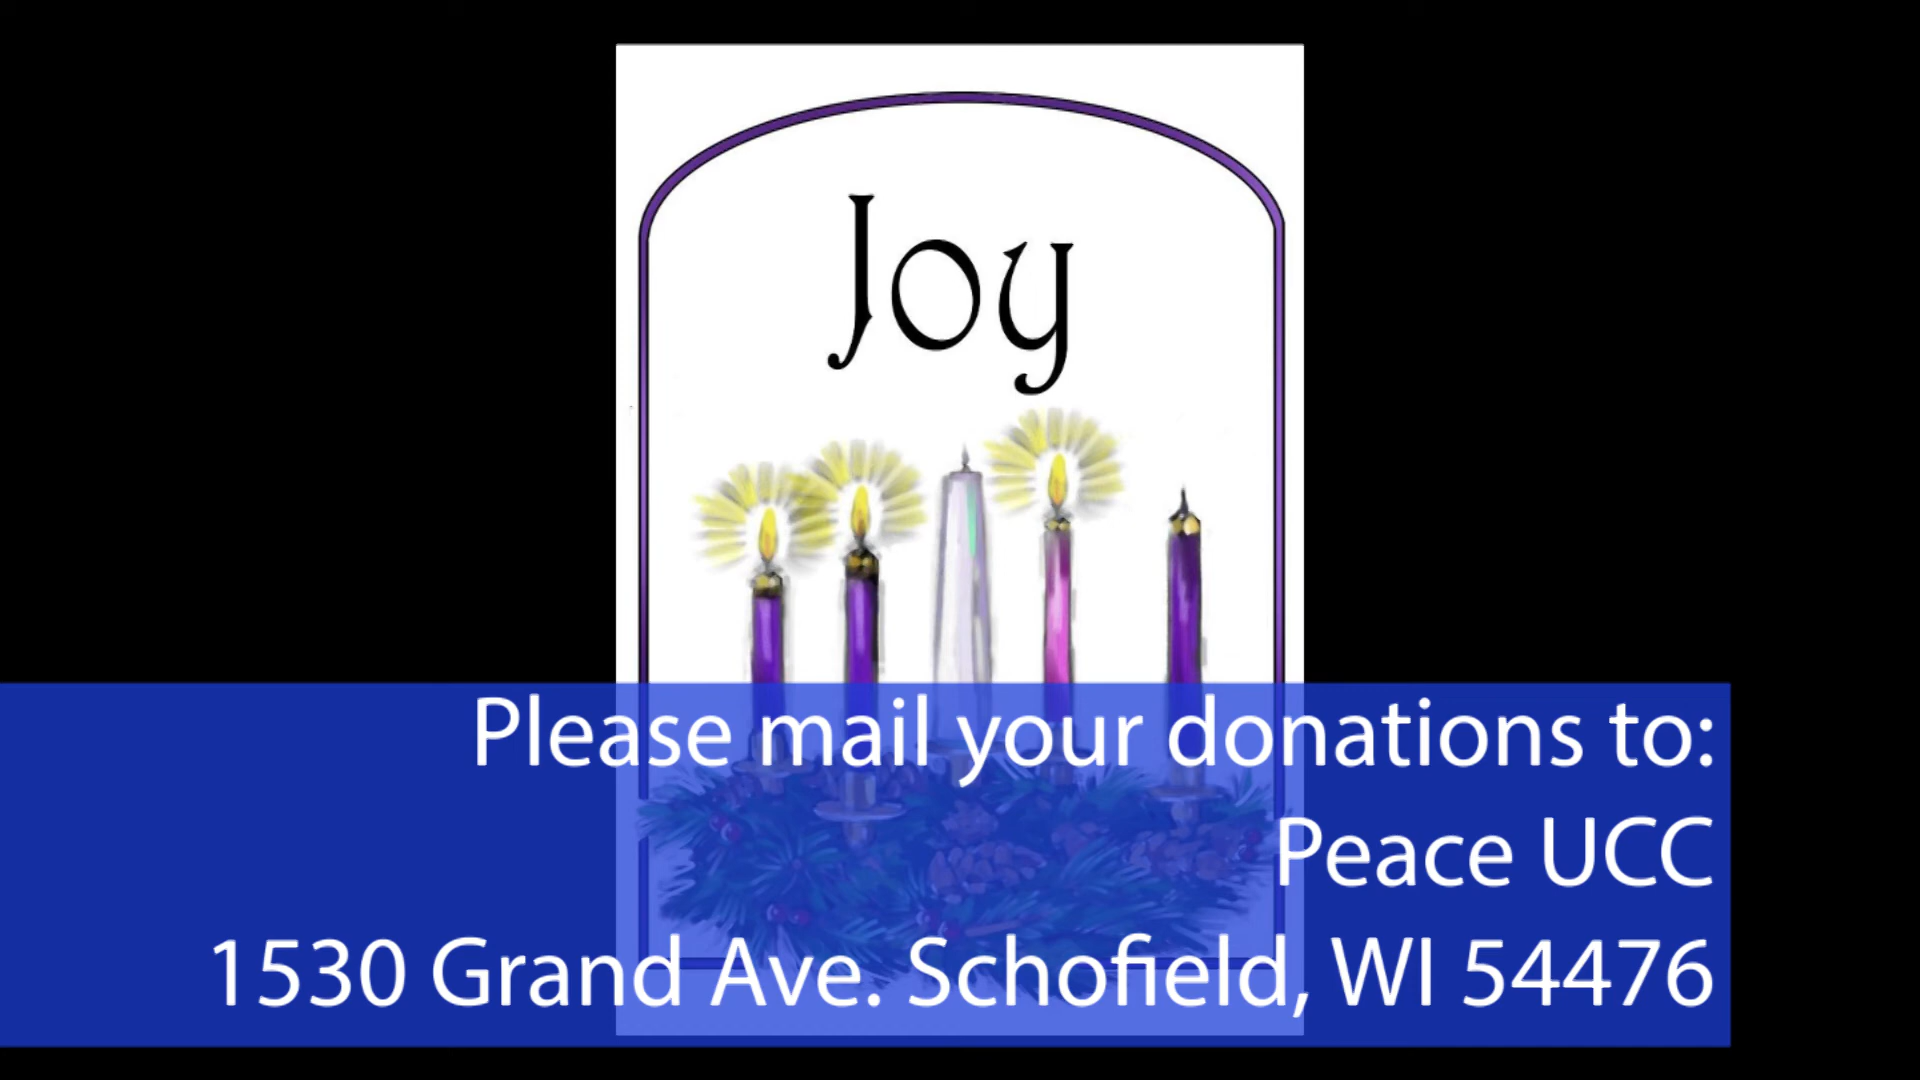 Joy
Please mail your donations to:
Peace UCC
1530 Grand Ave. Schofield, WI 54476